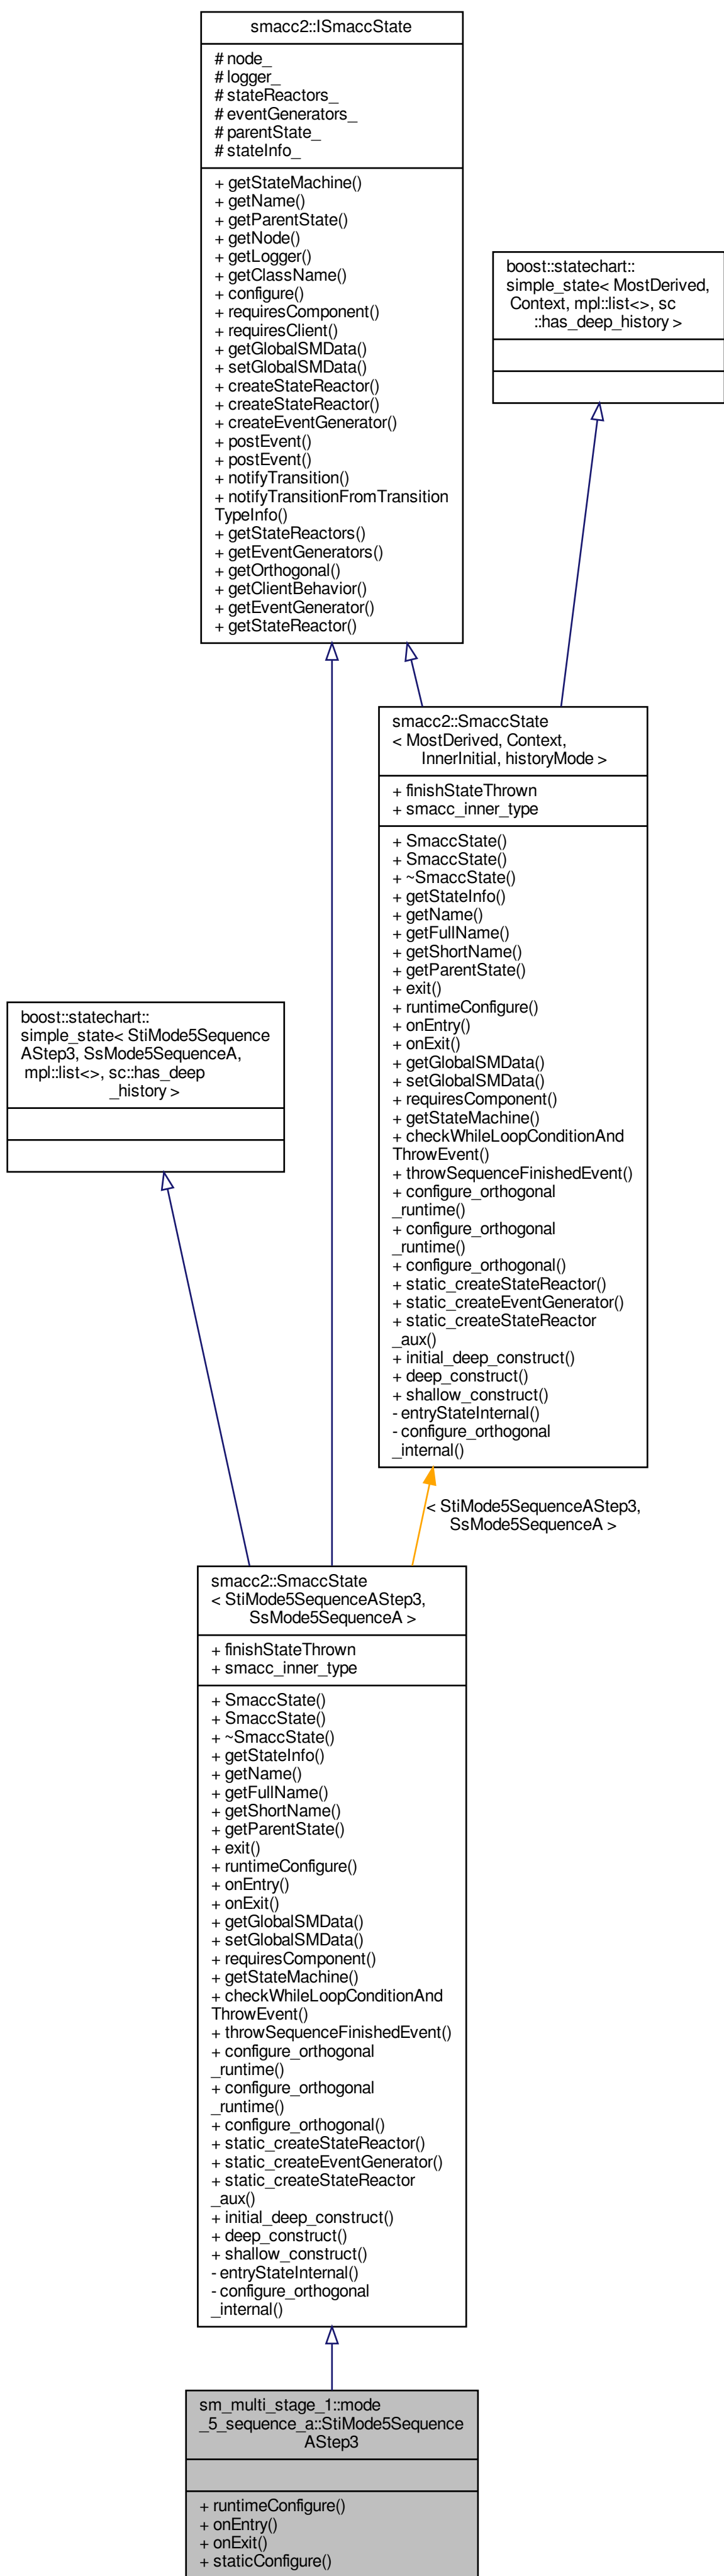 smacc2::ISmaccState
# node_
# logger_
# stateReactors_
# eventGenerators_
# parentState_
# stateInfo_
+ getStateMachine()
+ getName()
+ getParentState()
+ getNode()
+ getLogger()
+ getClassName()
+ configure()
+ requiresComponent()
+ requiresClient()
+ getGlobalSMData()
+ setGlobalSMData()
+ createStateReactor()
+ createStateReactor()
+ createEventGenerator()
+ postEvent()
+ postEvent()
+ notifyTransition()
+ notifyTransitionFromTransition
TypeInfo()
+ getStateReactors()
+ getEventGenerators()
+ getOrthogonal()
+ getClientBehavior()
+ getEventGenerator()
+ getStateReactor()
boost::statechart::
simple_state< MostDerived,
Context, mpl::list<>, sc
::has_deep_history >
smacc2::SmaccState
< MostDerived, Context,
InnerInitial, historyMode >
+ finishStateThrown
+ smacc_inner_type
+ SmaccState()
+ SmaccState()
+ ~SmaccState()
+ getStateInfo()
+ getName()
+ getFullName()
+ getShortName()
+ getParentState()
+ exit()
+ runtimeConfigure()
+ onEntry()
+ onExit()
+ getGlobalSMData()
+ setGlobalSMData()
+ requiresComponent()
+ getStateMachine()
+ checkWhileLoopConditionAnd
ThrowEvent()
+ throwSequenceFinishedEvent()
+ configure_orthogonal
_runtime()
+ configure_orthogonal
_runtime()
+ configure_orthogonal()
+ static_createStateReactor()
+ static_createEventGenerator()
+ static_createStateReactor
_aux()
+ initial_deep_construct()
+ deep_construct()
+ shallow_construct()
- entryStateInternal()
- configure_orthogonal
_internal()
boost::statechart::
simple_state< StiMode5Sequence
AStep3, SsMode5SequenceA,
mpl::list<>, sc::has_deep
_history >
< StiMode5SequenceAStep3,
SsMode5SequenceA >
smacc2::SmaccState
< StiMode5SequenceAStep3,
SsMode5SequenceA >
+ finishStateThrown
+ smacc_inner_type
+ SmaccState()
+ SmaccState()
+ ~SmaccState()
+ getStateInfo()
+ getName()
+ getFullName()
+ getShortName()
+ getParentState()
+ exit()
+ runtimeConfigure()
+ onEntry()
+ onExit()
+ getGlobalSMData()
+ setGlobalSMData()
+ requiresComponent()
+ getStateMachine()
+ checkWhileLoopConditionAnd
ThrowEvent()
+ throwSequenceFinishedEvent()
+ configure_orthogonal
_runtime()
+ configure_orthogonal
_runtime()
+ configure_orthogonal()
+ static_createStateReactor()
+ static_createEventGenerator()
+ static_createStateReactor
_aux()
+ initial_deep_construct()
+ deep_construct()
+ shallow_construct()
- entryStateInternal()
- configure_orthogonal
_internal()
sm_multi_stage_1::mode
_5_sequence_a::StiMode5Sequence
AStep3
+ runtimeConfigure()
+ onEntry()
+ onExit()
+ staticConfigure()